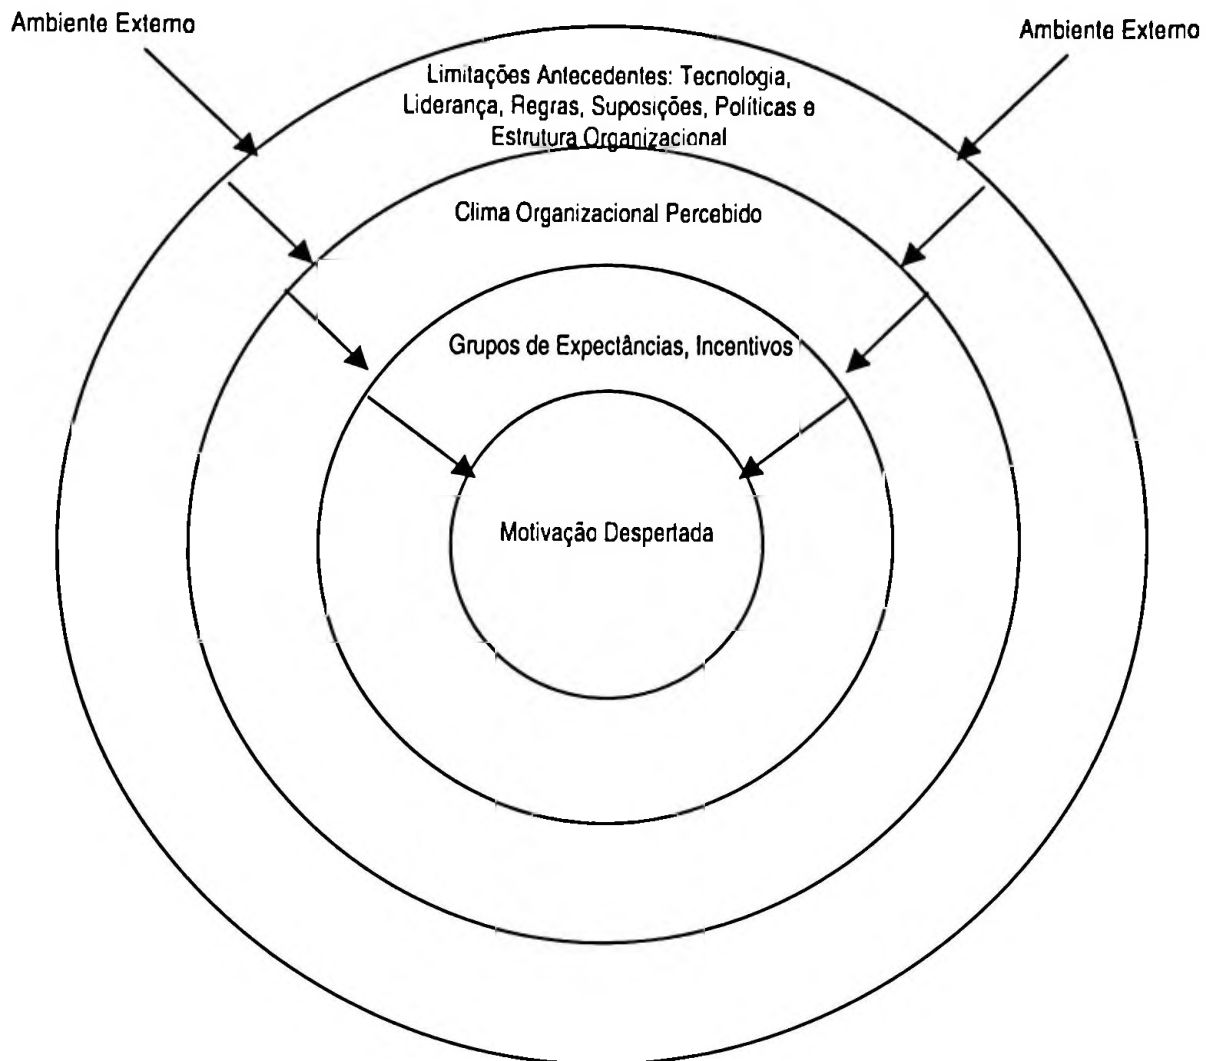 Ambiente Externo
Ambiente Externo
Limitações Antecedentes: Tecnologia,
Liderança, Regras, Suposições, Políticas e
Estrutura Organizacional
Clima Organizacional Percebido
Grupos de Expectâncias, Incentivos
Motivação Despertada